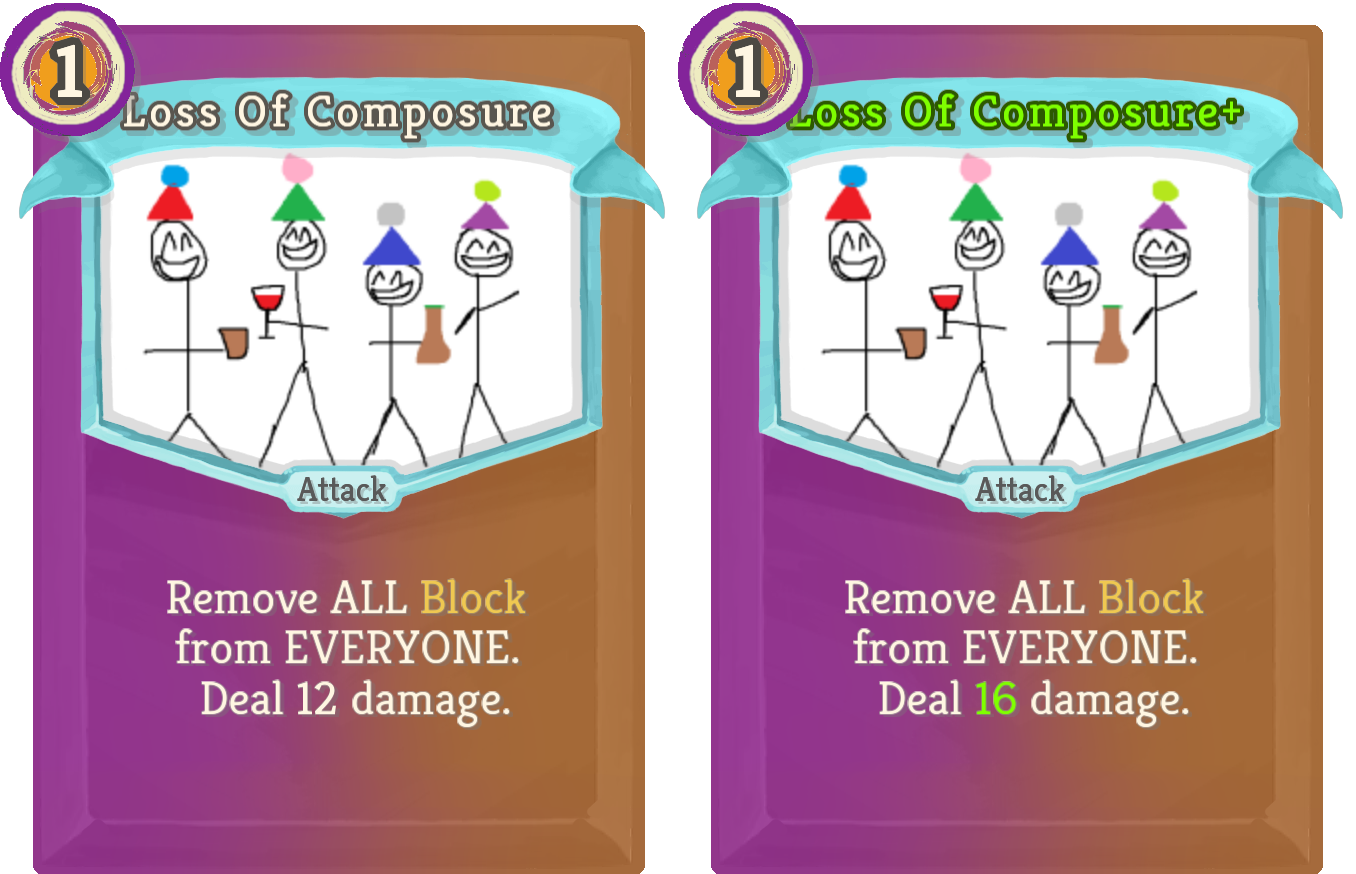 1
Loss Of Composure
Attack
Remove ALL Block
from EVERYONE.
Deal 12 damage.
1
Loss Of Composure+
Attack
Remove ALL Block
from EVERYONE.
Deal 16 damage.